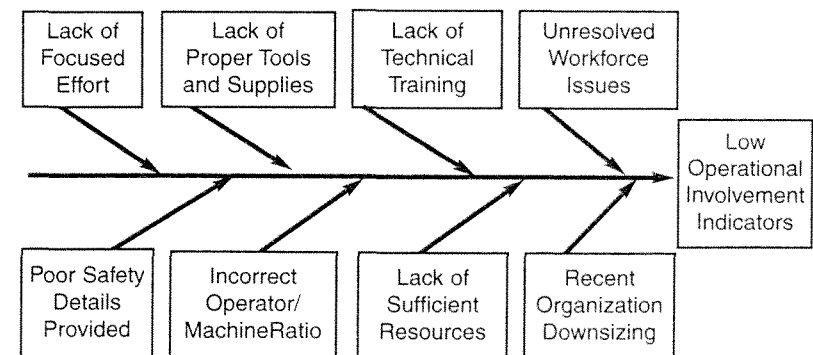 Lack of
Focused
Effort
Lack of
Proper Tools
and Supplies
Lack of
Technical
Training
Unresolved
Workforce
Issues
Low
Operational
Involvement
Indicators
Poor Safety
Details
Provided
Incorrect
Operator/
MachineRatio
Lack of
Sufficient
Resources
Recent
Organization
Downsizing